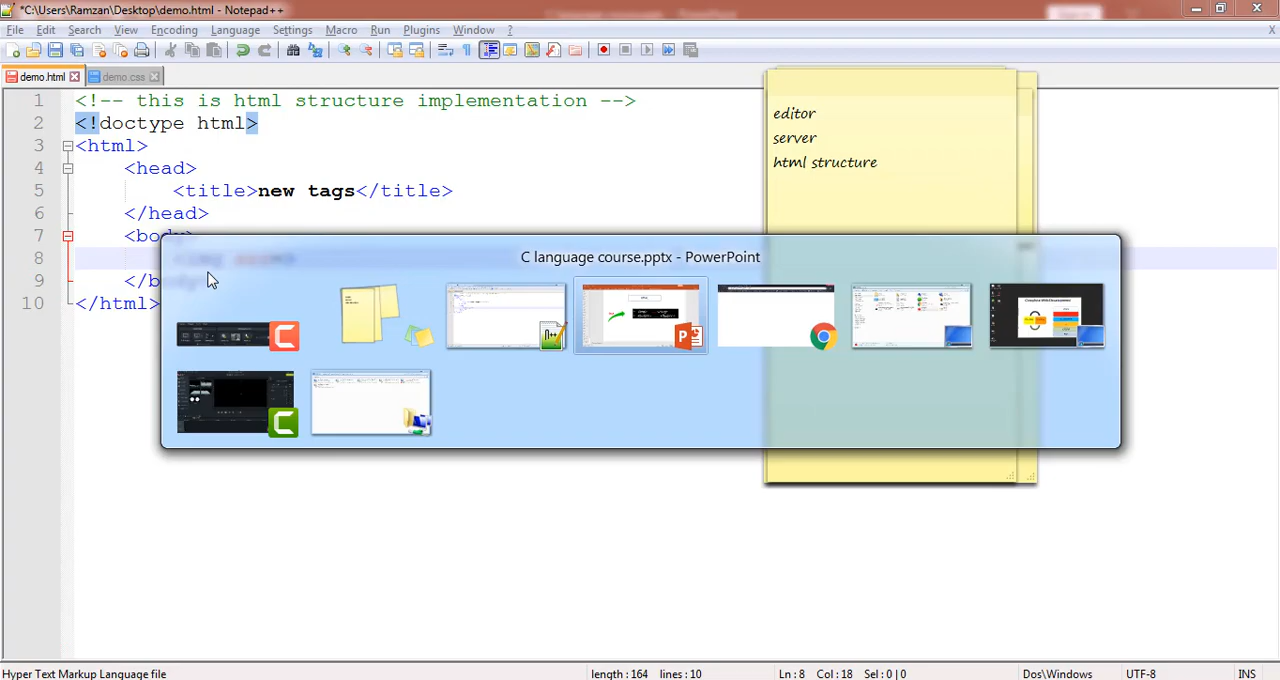 *C:\Users\Ramzan\Desktop\demo.html - Notepad++
File Edit Search View Encoding Language Settings Macro Run Plugins Window ? X
demo.html demo.css
1 <!-- this is html structure implementation -->
2 <!doctype html>
3 <html>
4 <head>
5 <title>new tags</title>
6 </head>
7 <body>
8
9 </body>
10 </html>
editor
server
html structure
C language course.pptx - PowerPoint
Hyper Text Markup Language file length : 164 lines : 10 Ln : 8 Col : 18 Sel : 0 | 0 Dos\Windows UTF-8 INS